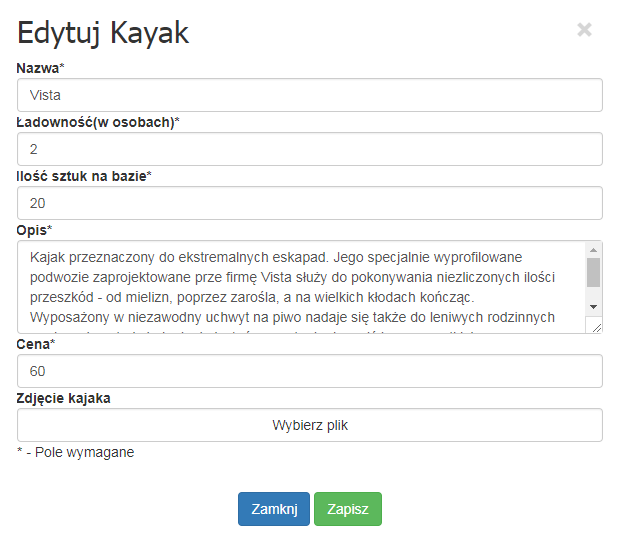 Edytuj Kayak
Nazwa*
Vista
Ładowność(w osobach)*
2
Ilość sztuk na bazie*
20
Opis*
Kajak przeznaczony do ekstremalnych eskapad. Jego specjalnie wyprofilowane
podwozie zaprojektowane prze firmę Vista służy do pokonywania niezliczonych ilości
przeszkód - od mielizn, poprzez zarośla, a na wielkich kłodach kończąc.
Wyposażony w niezawodny uchwyt na piwo nadaje się także do leniwych rodzinnych
Cena*
60
Zdjęcie kajaka
Wybierz plik
* - Pole wymagane
Zamknj Zapisz